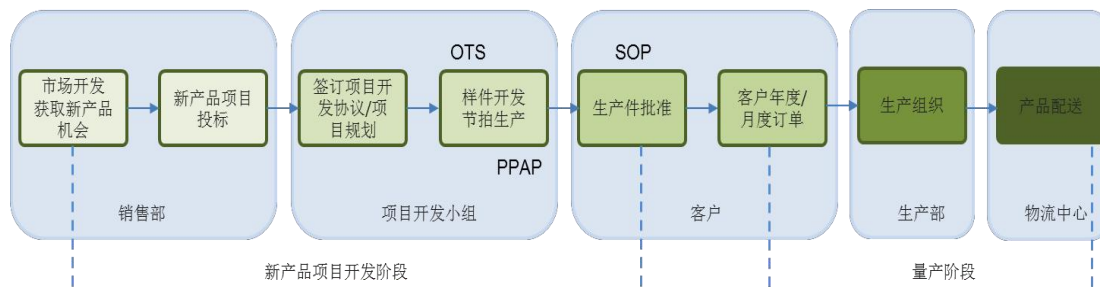 OTS
SOP
市场开发
获取新产品
机会
新产品项目
投标
签订项目开
发协议/项
目规划
样件开发
节拍生产
生产件批准
客户年度/
月度订单
生产组织
产品配送
PPAP
销售部
项目开发小组
客户
生产部
物流中心
新产品项目开发阶段
量产阶段